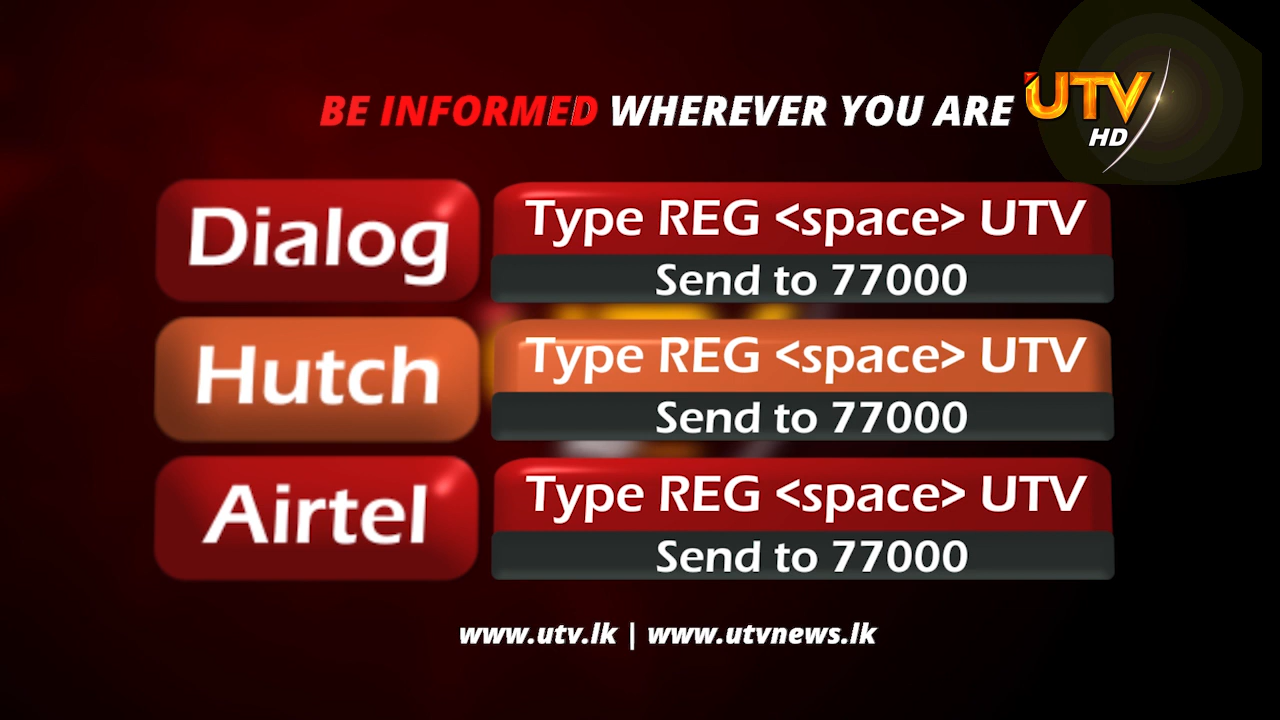 BE INFORMED WHEREVER YOU ARE
UTV
HD
Dialog
Type REG <space> UTV
Send to 77000
Hutch
Type REG <space> UTV
Send to 77000
Airtel
Type REG <space> UTV
Send to 77000
www.utv.lk | www.utvnews.lk